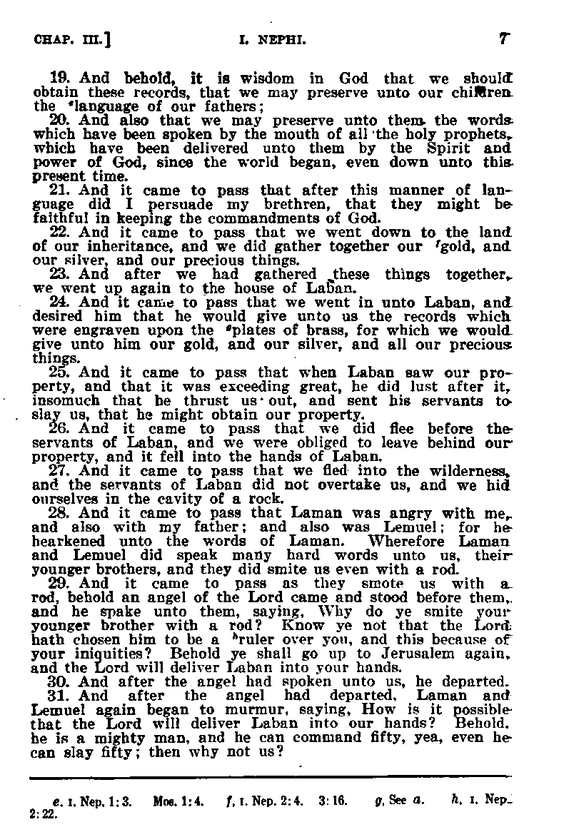 CHAP. III.] I. NEPHI. 7
19. And behold, it is wisdom in God that we should
obtain these records, that we may preserve unto our children
the ᵉlanguage of our fathers;
20. And also that we may preserve unto them the words
which have been spoken by the mouth of all the holy prophets,
which have been delivered unto them by the Spirit and
power of God, since the world began, even down unto this
present time.
21. And it came to pass that after this manner of lan-
guage did I persuade my brethren, that they might be
faithful in keeping the commandments of God.
22. And it came to pass that we went down to the land
of our inheritance, and we did gather together our ᶠgold, and
our silver, and our precious things.
23. And after we had gathered these things together,
we went up again to the house of Laban.
24. And it came to pass that we went in unto Laban, and
desired him that he would give unto us the records which
were engraven upon the ᵍplates of brass, for which we would
give unto him our gold, and our silver, and all our precious
things.
25. And it came to pass that when Laban saw our pro-
perty, and that it was exceeding great, he did lust after it,
insomuch that he thrust us out, and sent his servants to
slay us, that he might obtain our property.
26. And it came to pass that we did flee before the
servants of Laban, and we were obliged to leave behind our
property, and it fell into the hands of Laban.
27. And it came to pass that we fled into the wilderness,
and the servants of Laban did not overtake us, and we hid
ourselves in the cavity of a rock.
28. And it came to pass that Laman was angry with me,
and also with my father; and also was Lemuel; for he
hearkened unto the words of Laman. Wherefore Laman
and Lemuel did speak many hard words unto us, their
younger brothers, and they did smite us even with a rod.
29. And it came to pass as they smote us with a
rod, behold an angel of the Lord came and stood before them,
and he spake unto them, saying, Why do ye smite your
younger brother with a rod? Know ye not that the Lord
hath chosen him to be a ʰruler over you, and this because of
your iniquities? Behold ye shall go up to Jerusalem again,
and the Lord will deliver Laban into your hands.
30. And after the angel had spoken unto us, he departed.
31. And after the angel had departed, Laman and
Lemuel again began to murmur, saying, How is it possible
that the Lord will deliver Laban into our hands? Behold,
he is a mighty man, and he can command fifty, yea, even he
can slay fifty; then why not us?
e. I. Nep. 1:3. Mos. 1:4. f, I. Nep. 2:4. 3:16. g, See a. h, I. Nep.
2:22.